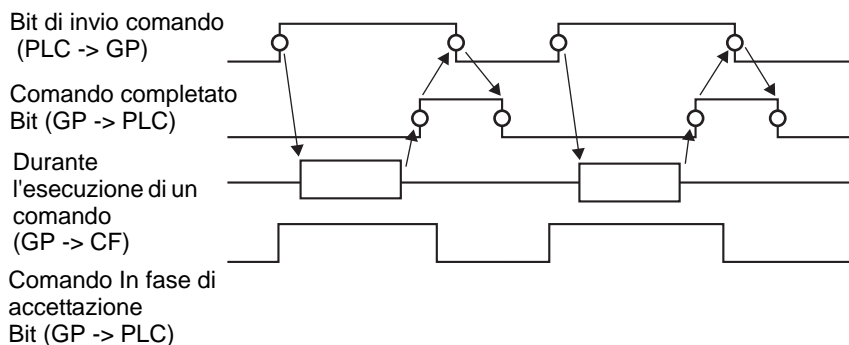 Bit di invio comando
(PLC -> GP)
Comando completato
Bit (GP -> PLC)
Durante
l'esecuzione di un
comando
(GP -> CF)
Comando In fase di
accettazione
Bit (GP -> PLC)